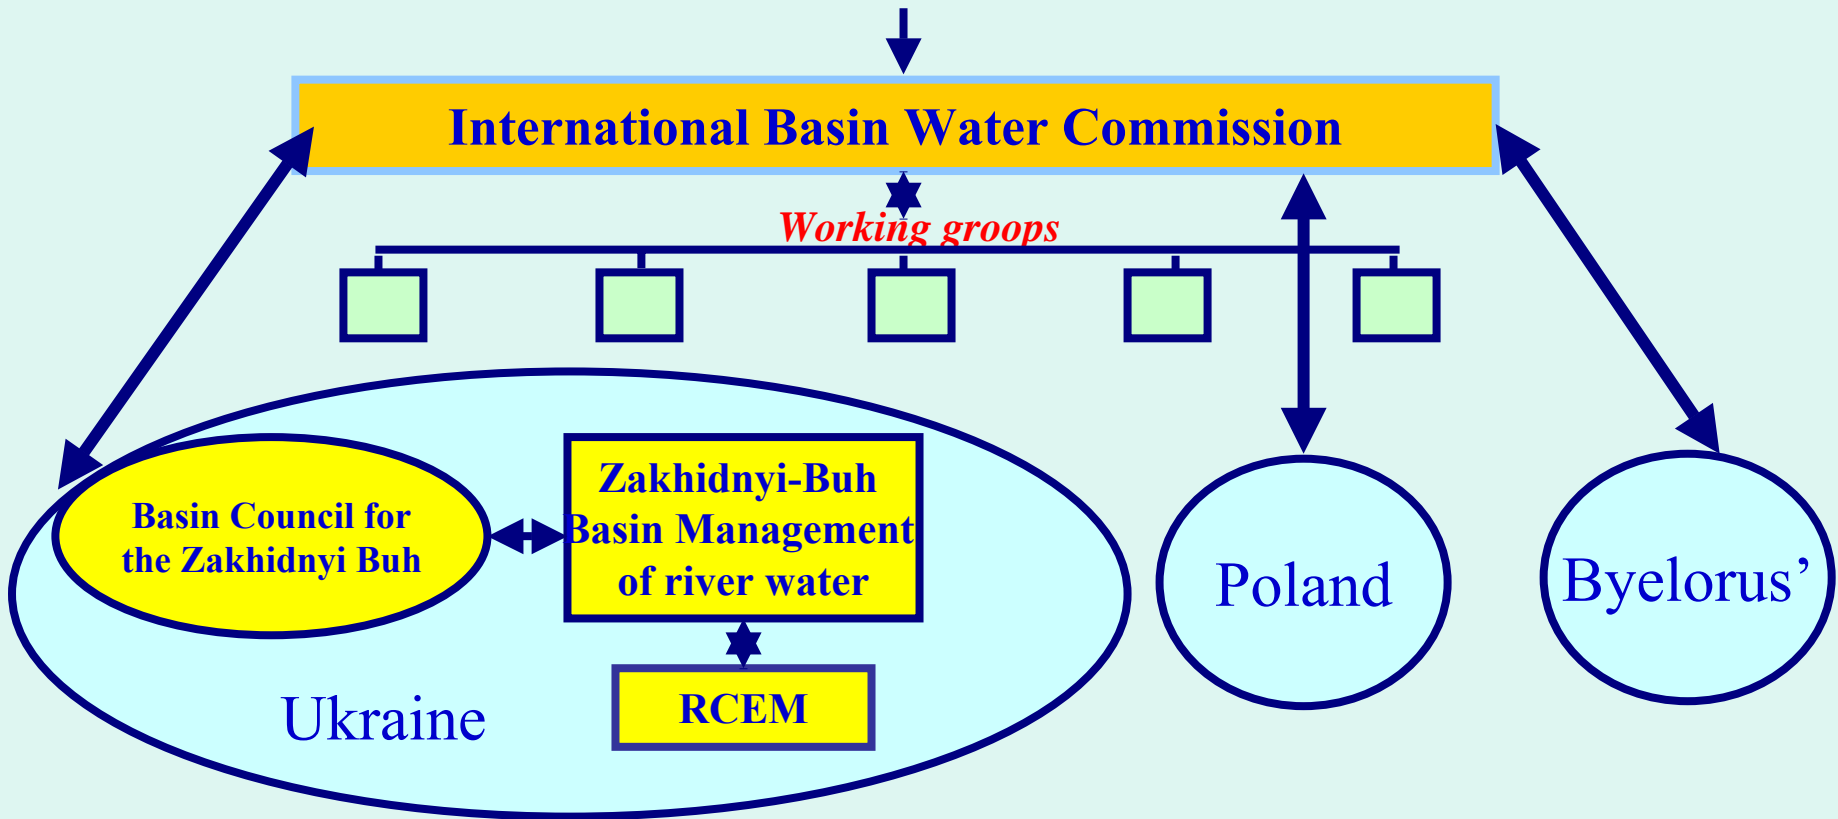 International Basin Water Commission
Working groops
Basin Council for
the Zakhidnyi Buh
Zakhidnyi-Buh
Basin Management
of river water
RCEM
Ukraine
Poland
Byelorus’